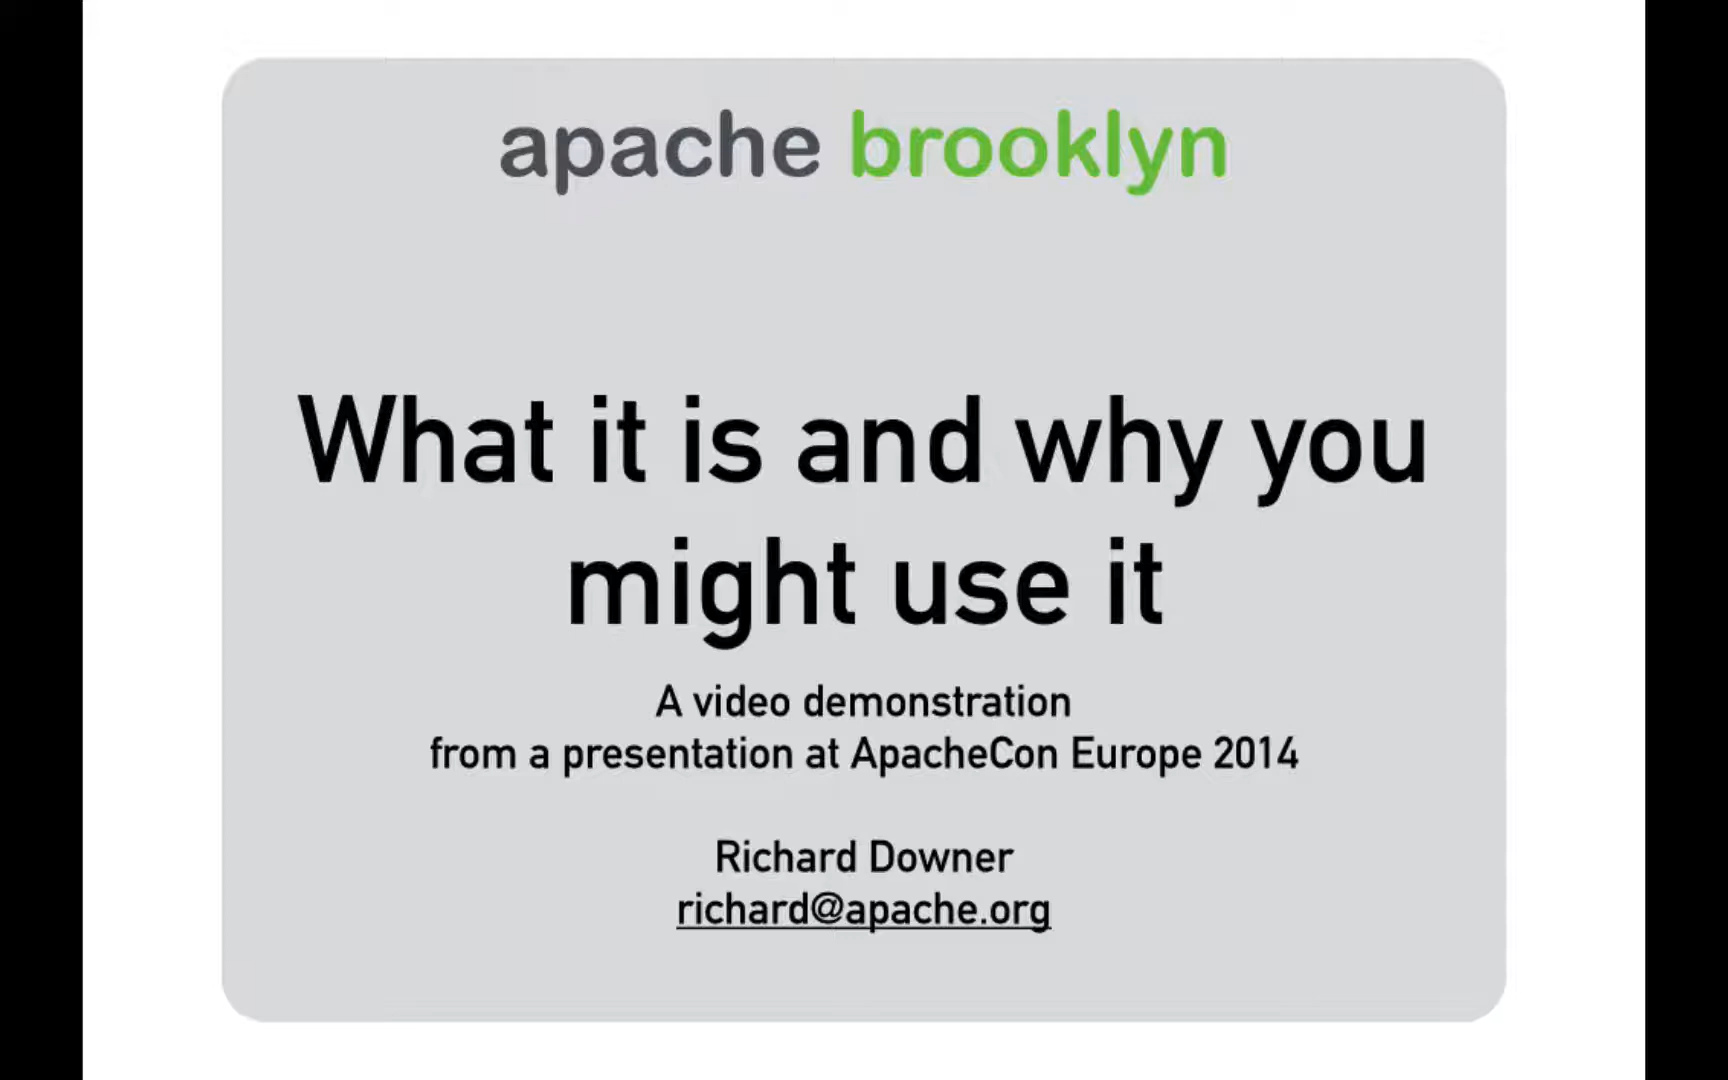 apache brooklyn
What it is and why you
might use it
A video demonstration
from a presentation at ApacheCon Europe 2014
Richard Downer
richard@apache.org